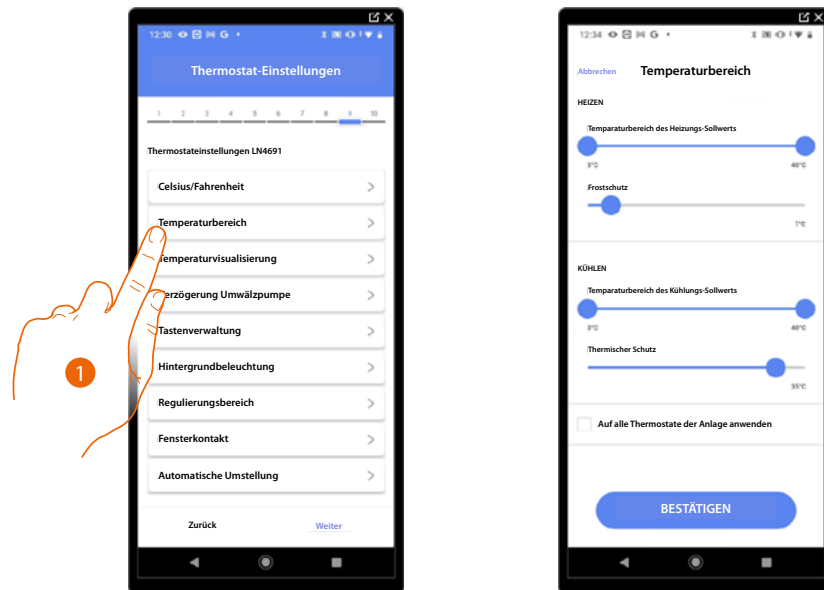 12:30 G
Thermostat-Einstellungen
1 2 3 4 5 6 7 8 9 10
Thermostateinstellungen LN4691
Celsius/Fahrenheit
Temperaturbereich
Temperaturvisualisierung
erzögerung Umwälzpumpe
Tastenverwaltung
Hintergrundbeleuchtung
Regulierungsbereich
Fensterkontakt
Automatische Umstellung
Zurück Weiter
1
12:34 G
Abbrechen Temperaturbereich
HEIZEN
Temparaturbereich des Heizungs-Sollwerts
3°C 40°C
Frostschutz
7°C
KÜHLEN
Temparaturbereich des Kühlungs-Sollwerts
3°C 40°C
Thermischer Schutz
35°C
Auf alle Thermostate der Anlage anwenden
BESTÄTIGEN